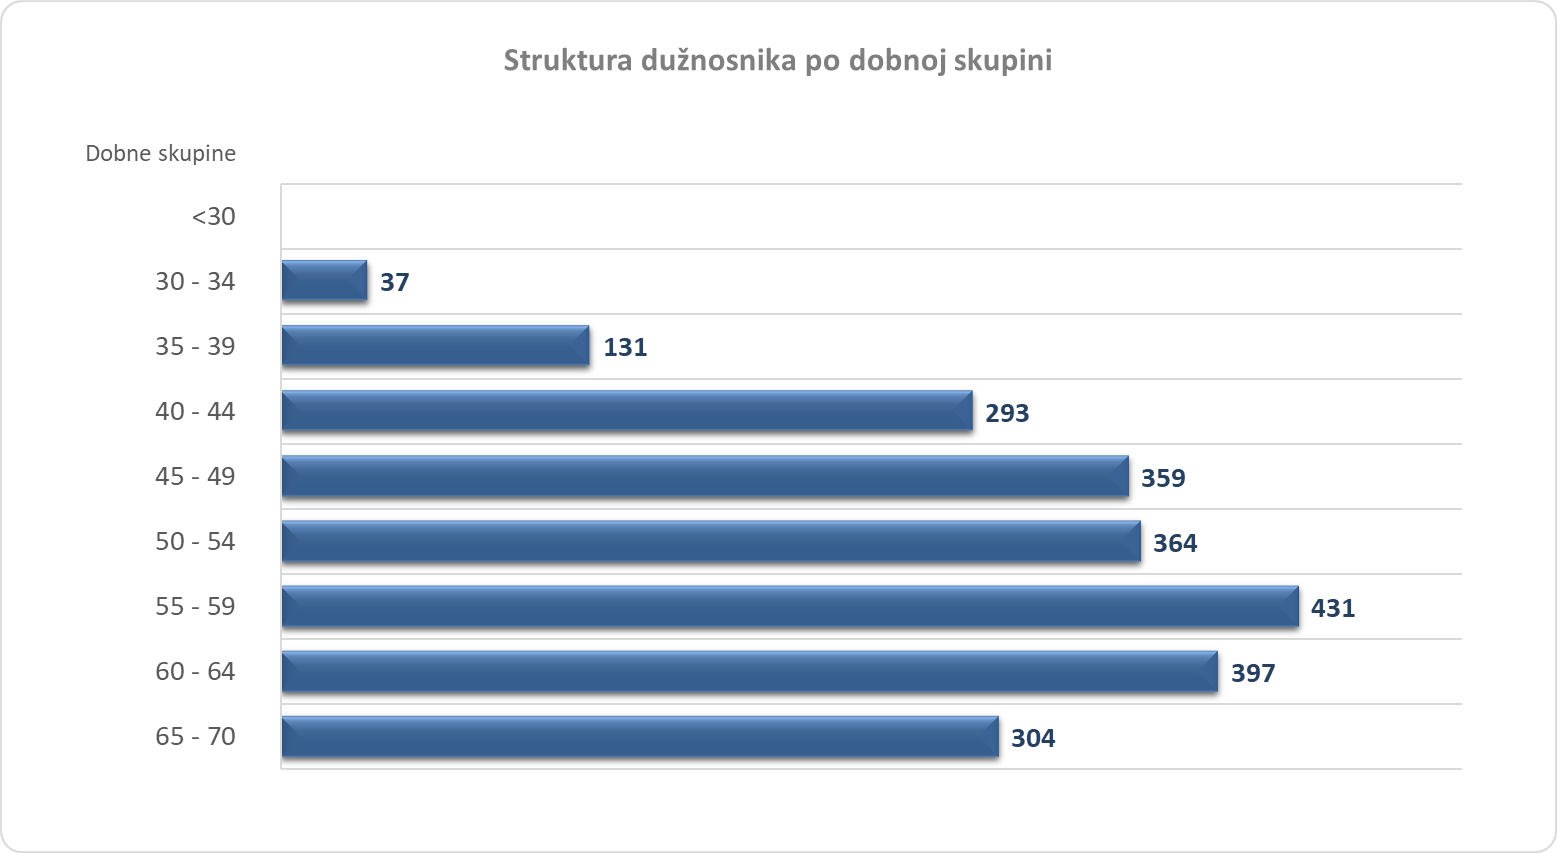 Struktura dužnosnika po dobnoj skupini
Dobne skupine
<30
30 - 34 37
35 - 39 131
40 - 44 293
45 - 49 359
50 - 54 364
55 - 59 431
60 - 64 397
65 - 70 304